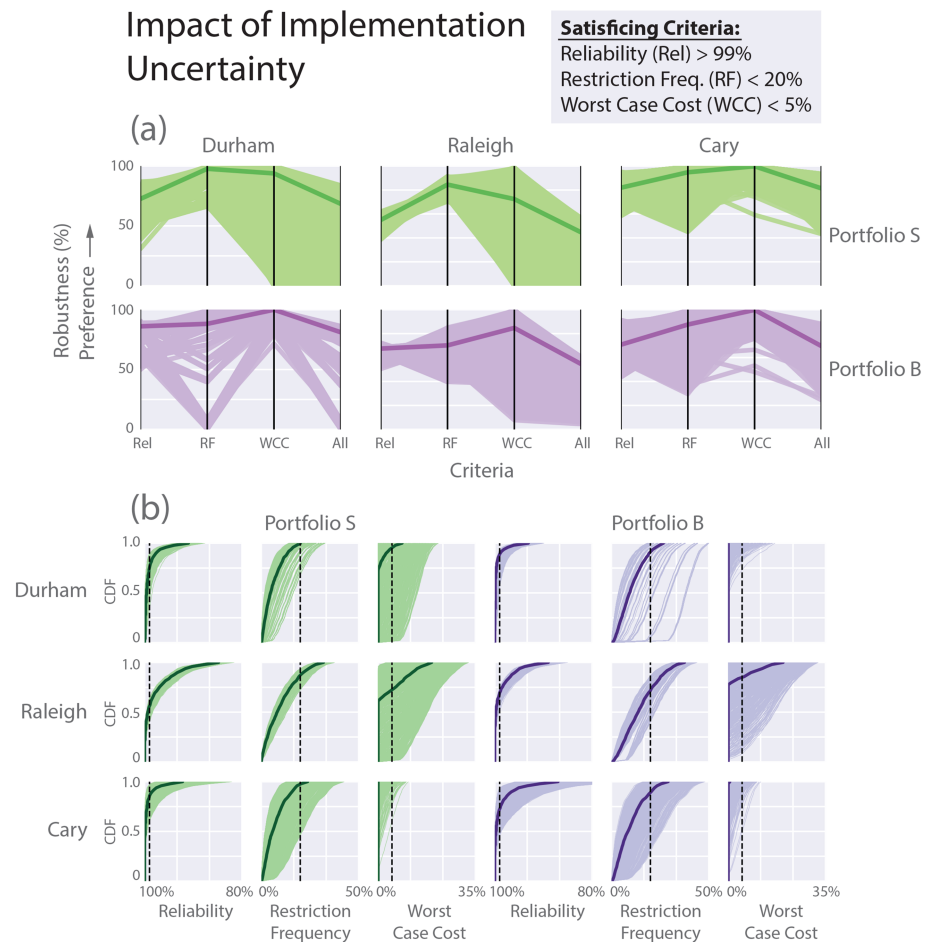 Impact of Implementation
Uncertainty
Satisficing Criteria:
Reliability (Rel) > 99%
Restriction Freq. (RF) < 20%
Worst Case Cost (WCC) < 5%
(a)
Durham Raleigh Cary
100
50
0
Portfolio S
Robustness (%)
Preference
100
50
0
Portfolio B
Rel RF WCC All Rel RF WCC All Rel RF WCC All
Criteria
(b)
Portfolio S Portfolio B
Durham
CDF
1.0
0.5
0
Raleigh
CDF
1.0
0.5
0
Cary
CDF
1.0
0.5
0
100% 80% 0% 50% 0% 35% 100% 80% 0% 50% 0% 35%
Reliability Restriction Worst Reliability Restriction Worst
Frequency Case Cost Frequency Case Cost